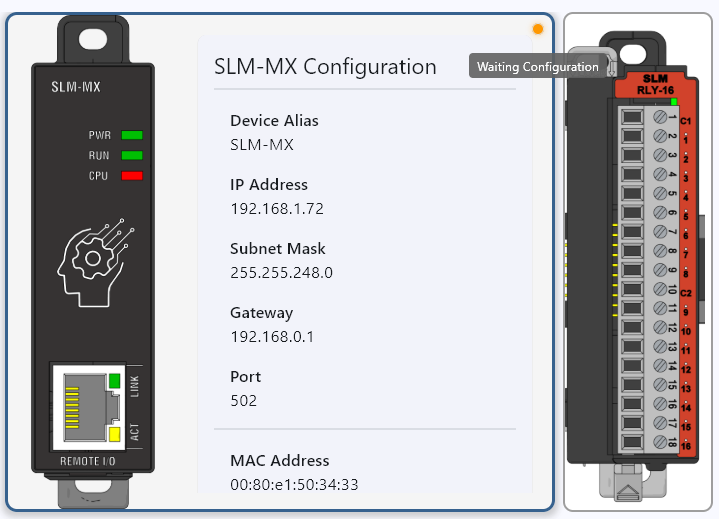 SLM-MX
PWR
RUN
CPU
LINK
ACT
REMOTE I/O
SLM-MX Configuration
Waiting Configuration
Device Alias
SLM-MX
IP Address
192.168.1.72
Subnet Mask
255.255.248.0
Gateway
192.168.0.1
Port
502
MAC Address
00:80:e1:50:34:33
SLM
RLY-16
1 C1
2 1
3 2
4 3
5 4
6 5
7 6
8 7
9 8
10 C2
11 9
12 10
13 11
14 12
15 13
16 14
17 15
18 16